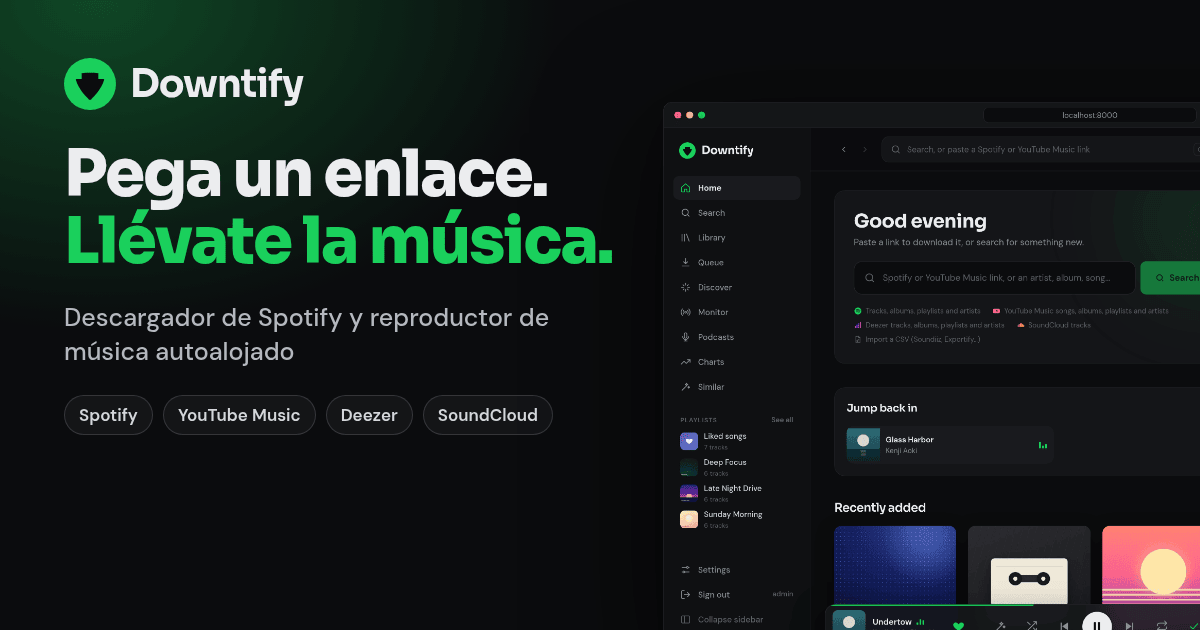 Downtify
Pega un enlace.
Llévate la música.
Descargador de Spotify y reproductor de
música autoalojado
Spotify
YouTube Music
Deezer
SoundCloud
localhost:8000
Downtify
Search, or paste a Spotify or YouTube Music link
Home
Search
Library
Queue
Discover
Monitor
Podcasts
Charts
Similar
PLAYLISTS
See all
Liked songs
7 tracks
Deep Focus
6 tracks
Late Night Drive
6 tracks
Sunday Morning
6 tracks
Settings
Sign out
admin
Collapse sidebar
Good evening
Paste a link to download it, or search for something new.
Spotify or YouTube Music link, or an artist, album, song...
Search
Tracks, albums, playlists and artists
YouTube Music songs, albums, playlists and artists
Deezer tracks, albums, playlists and artists
SoundCloud tracks
Import a CSV (Soundiiz, Exportify, )
Jump back in
Glass Harbor
Kenji Aoki
Recently added
Undertow